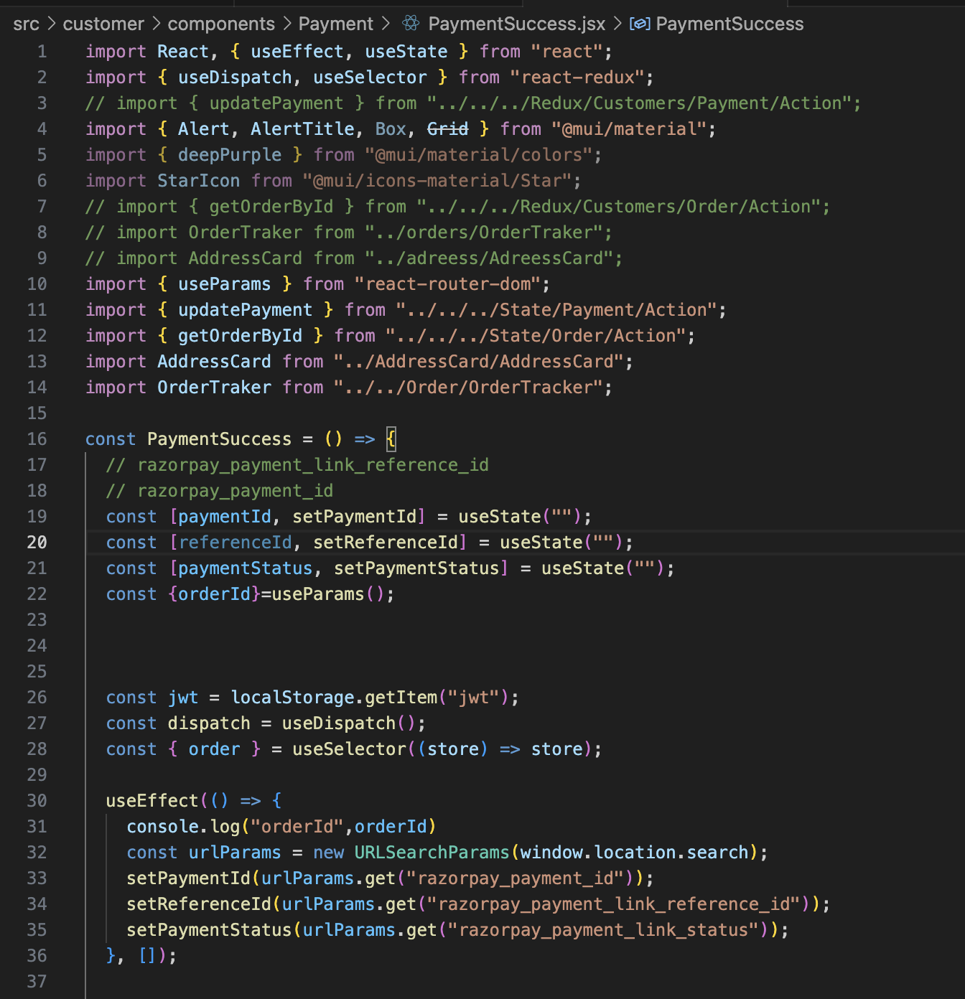 src > customer > components > Payment > PaymentSuccess.jsx > PaymentSuccess
1 import React, { useEffect, useState } from "react";
2 import { useDispatch, useSelector } from "react-redux";
3 // import { updatePayment } from "../../../Redux/Customers/Payment/Action";
4 import { Alert, AlertTitle, Box, Grid } from "@mui/material";
5 import { deepPurple } from "@mui/material/colors";
6 import StarIcon from "@mui/icons-material/Star";
7 // import { getOrderById } from "../../../Redux/Customers/Order/Action";
8 // import OrderTraker from "../orders/OrderTraker";
9 // import AddressCard from "../adreess/AdreessCard";
10 import { useParams } from "react-router-dom";
11 import { updatePayment } from "../../../State/Payment/Action";
12 import { getOrderById } from "../../../State/Order/Action";
13 import AddressCard from "../AddressCard/AddressCard";
14 import OrderTraker from "../../Order/OrderTracker";
15
16 const PaymentSuccess = () => {
17   // razorpay_payment_link_reference_id
18   // razorpay_payment_id
19   const [paymentId, setPaymentId] = useState("");
20   const [referenceId, setReferenceId] = useState("");
21   const [paymentStatus, setPaymentStatus] = useState("");
22   const {orderId}=useParams();
23
24
25
26   const jwt = localStorage.getItem("jwt");
27   const dispatch = useDispatch();
28   const { order } = useSelector((store) => store);
29
30   useEffect(() => {
31     console.log("orderId",orderId)
32     const urlParams = new URLSearchParams(window.location.search);
33     setPaymentId(urlParams.get("razorpay_payment_id"));
34     setReferenceId(urlParams.get("razorpay_payment_link_reference_id"));
35     setPaymentStatus(urlParams.get("razorpay_payment_link_status"));
36   }, []);
37